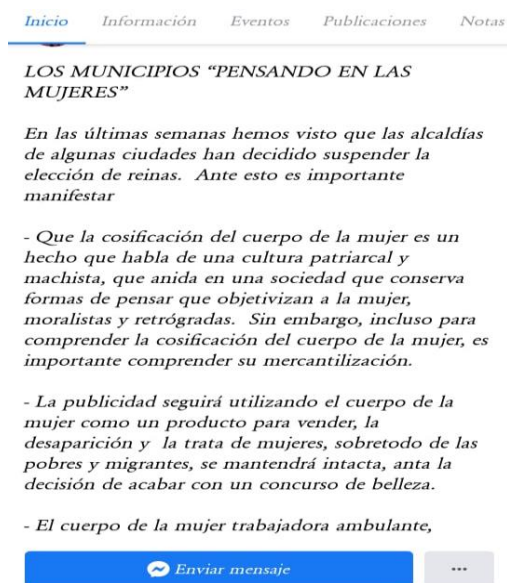 Inicio Información Eventos Publicaciones Notas
LOS MUNICIPIOS “PENSANDO EN LAS
MUJERES”
En las últimas semanas hemos visto que las alcaldías
de algunas ciudades han decidido suspender la
elección de reinas. Ante esto es importante
manifestar
- Que la cosificación del cuerpo de la mujer es un
hecho que habla de una cultura patriarcal y
machista, que anida en una sociedad que conserva
formas de pensar que objetivizan a la mujer,
moralistas y retrógradas. Sin embargo, incluso para
comprender la cosificación del cuerpo de la mujer, es
importante comprender su mercantilización.
- La publicidad seguirá utilizando el cuerpo de la
mujer como un producto para vender, la
desaparición y la trata de mujeres, sobretodo de las
pobres y migrantes, se mantendrá intacta, anta la
decisión de acabar con un concurso de belleza.
- El cuerpo de la mujer trabajadora ambulante,
Enviar mensaje